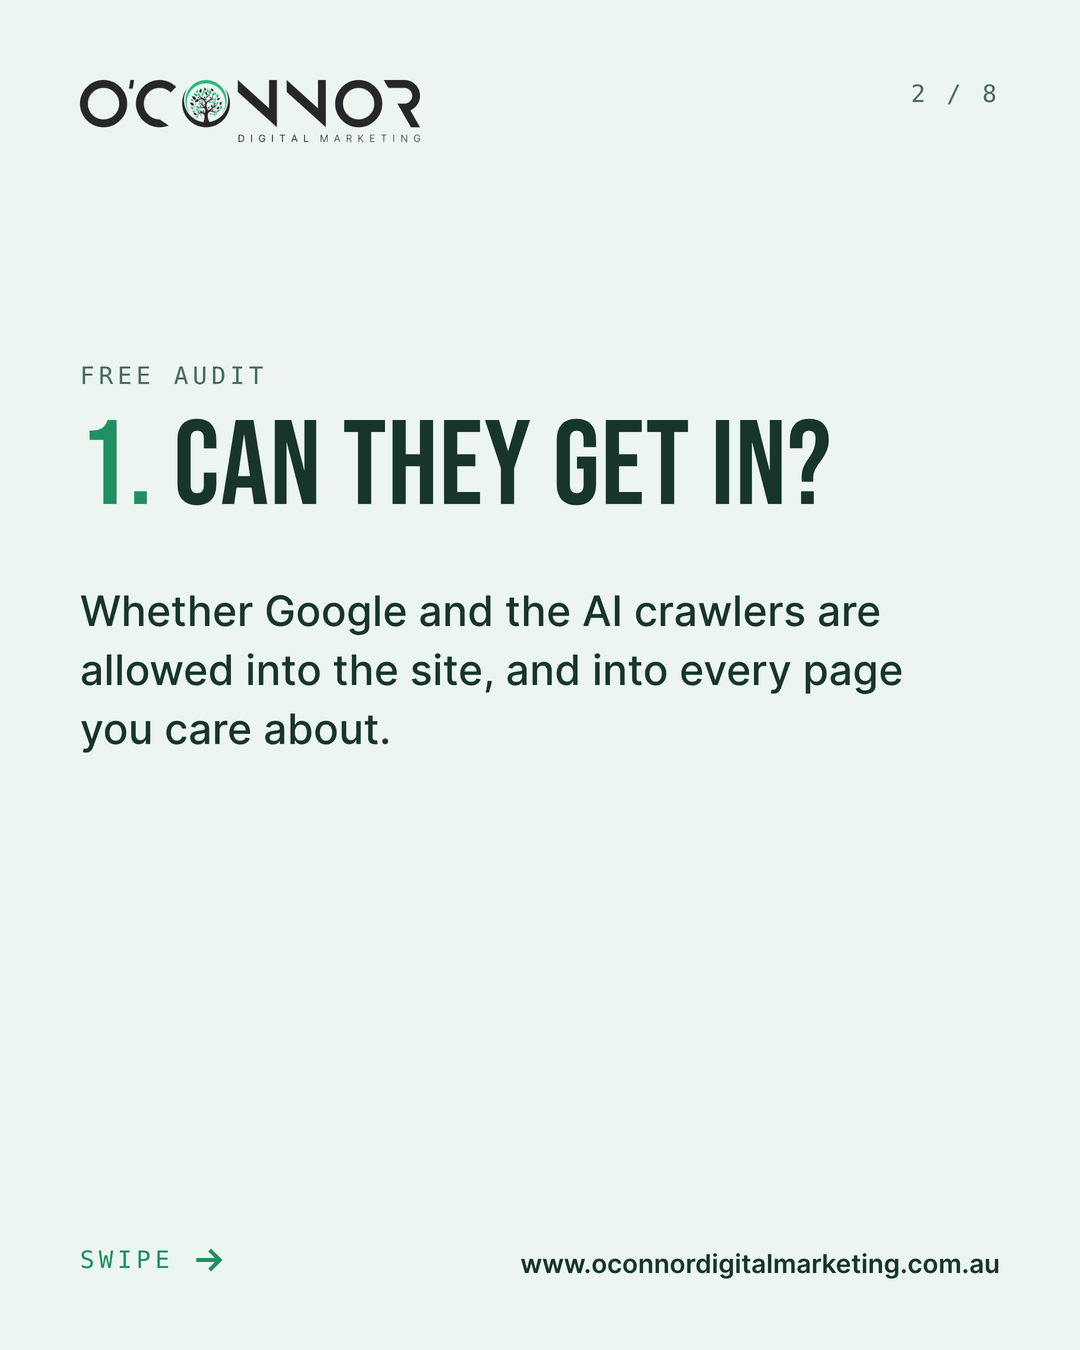 O'CONNOR
DIGITAL MARKETING
2 / 8
FREE AUDIT
1. CAN THEY GET IN?
Whether Google and the AI crawlers are
allowed into the site, and into every page
you care about.
SWIPE →
www.oconnordigitalmarketing.com.au